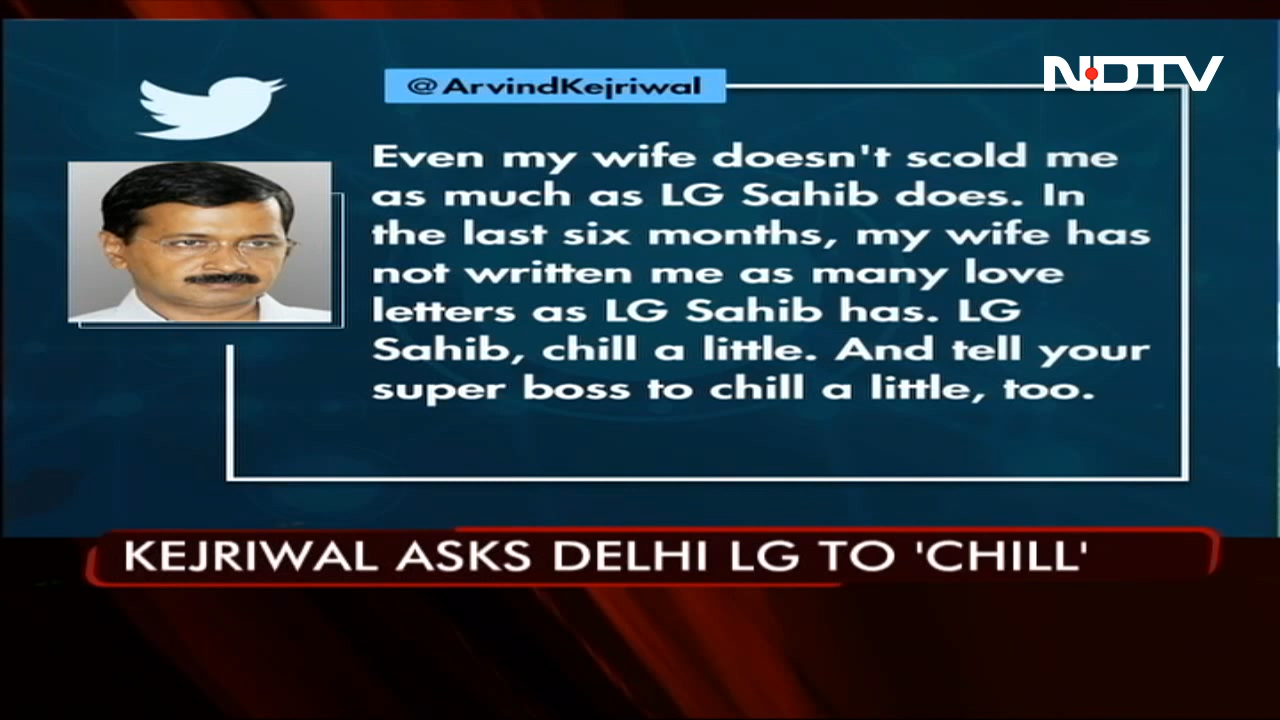 NDTV
@ArvindKejriwal
Even my wife doesn't scold me
as much as LG Sahib does. In
the last six months, my wife has
not written me as many love
letters as LG Sahib has. LG
Sahib, chill a little. And tell your
super boss to chill a little, too.
KEJRIWAL ASKS DELHI LG TO 'CHILL'